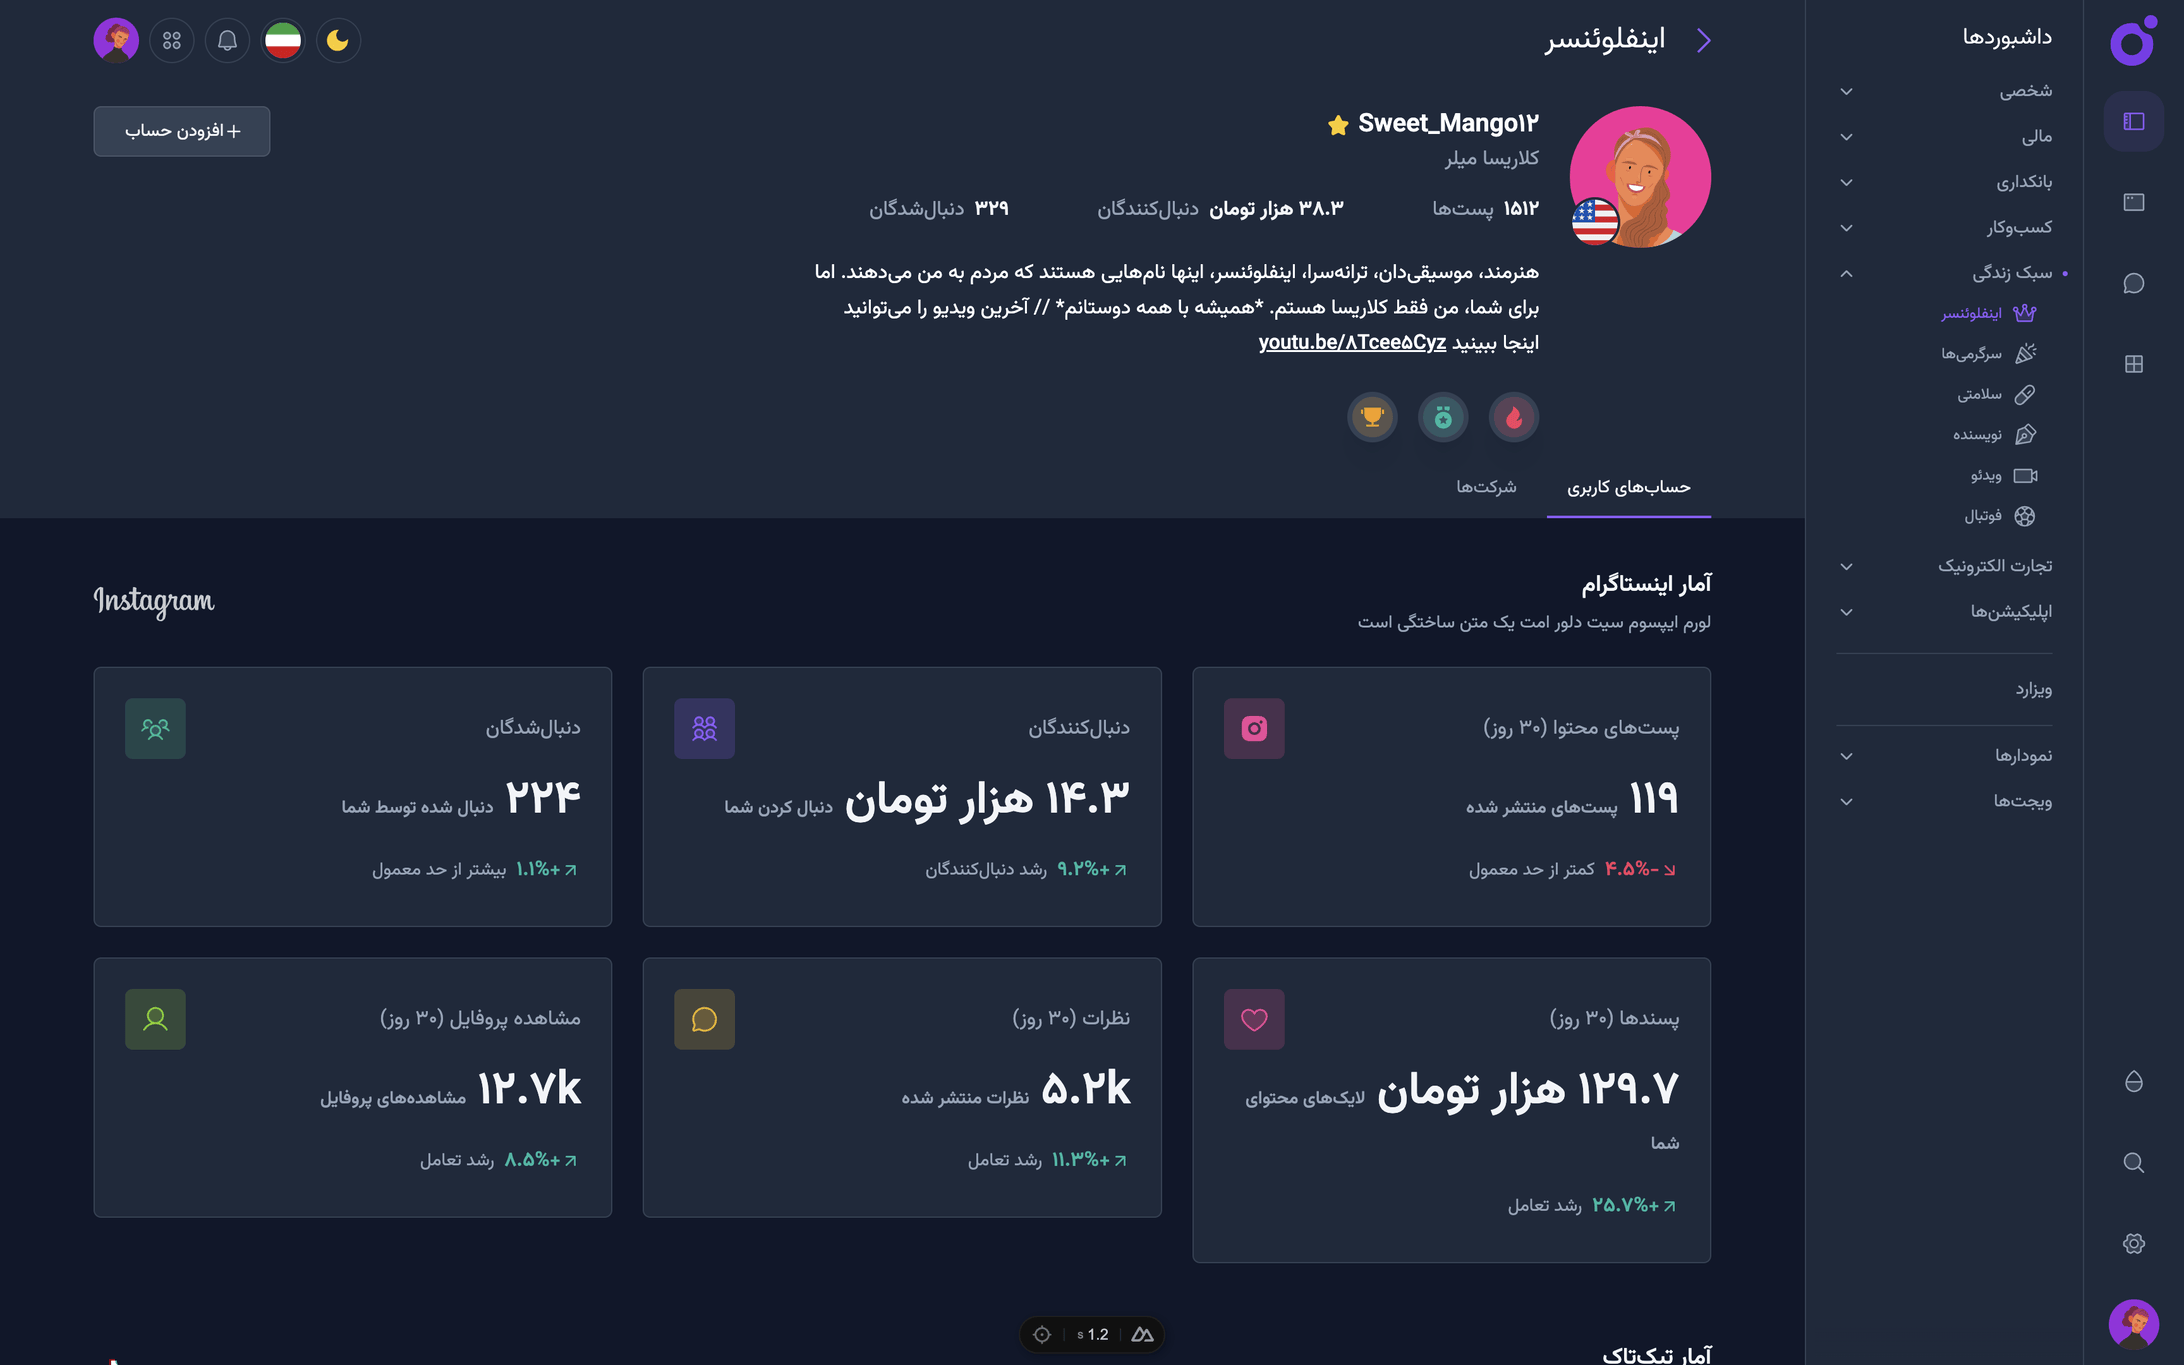 داشبوردها
شخصی
مالی
بانکداری
کسب‌وکار
سبک زندگی
اینفلوئنسر
سرگرمی‌ها
سلامتی
نویسنده
ویدئو
فوتبال
تجارت الکترونیک
اپلیکیشن‌ها
ویزارد
نمودارها
ویجت‌ها
اینفلوئنسر
افزودن حساب
Sweet_Mango۱۲
کلاریسا میلر
۱۵۱۲ پست‌ها
۳۸.۳ هزار تومان دنبال‌کنندگان
۳۲۹ دنبال‌شدگان
هنرمند، موسیقی‌دان، ترانه‌سرا، اینفلوئنسر، اینها نام‌هایی هستند که مردم به من می‌دهند. اما
برای شما، من فقط کلاریسا هستم. *همیشه با همه دوستانم* // آخرین ویدیو را می‌توانید
اینجا ببینید youtu.be/۸Tcee۵Cyz
حساب‌های کاربری
شرکت‌ها
آمار اینستاگرام
لورم ایپسوم سیت دلور امت یک متن ساختگی است
Instagram
پست‌های محتوا (۳۰ روز)
۱۱۹ پست‌های منتشر شده
-۴.۵% کمتر از حد معمول
دنبال‌کنندگان
۱۴.۳ هزار تومان دنبال کردن شما
+۹.۲% رشد دنبال‌کنندگان
دنبال‌شدگان
۲۲۴ دنبال شده توسط شما
+۱.۱% بیشتر از حد معمول
پسندها (۳۰ روز)
۱۲۹.۷ هزار تومان لایک‌های محتوای
شما
+۲۵.۷% رشد تعامل
نظرات (۳۰ روز)
۵.۲k نظرات منتشر شده
+۱۱.۳% رشد تعامل
مشاهده پروفایل (۳۰ روز)
۱۲.۷k مشاهده‌های پروفایل
+۸.۵% رشد تعامل
1.2 s
آمار تیک‌تاک